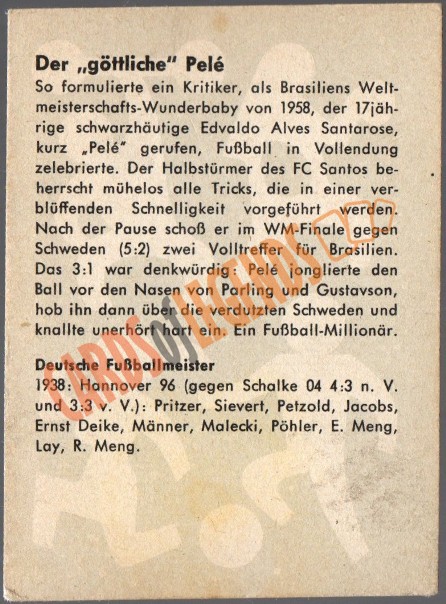 Der „göttliche" Pelé
So formulierte ein Kritiker, als Brasiliens Welt-
meisterschafts-Wunderbaby von 1958, der 17jäh-
rige schwarzhäutige Edvaldo Alves Santarose,
kurz „Pelé" gerufen, Fußball in Vollendung
zelebrierte. Der Halbstürmer des FC Santos be-
herrscht mühelos alle Tricks, die in einer ver-
blüffenden Schnelligkeit vorgeführt werden.
Nach der Pause schoß er im WM-Finale gegen
Schweden (5:2) zwei Volltreffer für Brasilien.
Das 3:1 war denkwürdig: Pelé jonglierte den
Ball vor den Nasen von Parling und Gustavson,
hob ihn dann über die verdutzten Schweden und
knallte unerhört hart ein. Ein Fußball-Millionär.
Deutsche Fußballmeister
1938: Hannover 96 (gegen Schalke 04 4:3 n. V.
und 3:3 v. V.): Pritzer, Sievert, Petzold, Jacobs,
Ernst Deike, Männer, Malecki, Pöhler, E. Meng,
Lay, R. Meng.
CARDS of LEGENDS